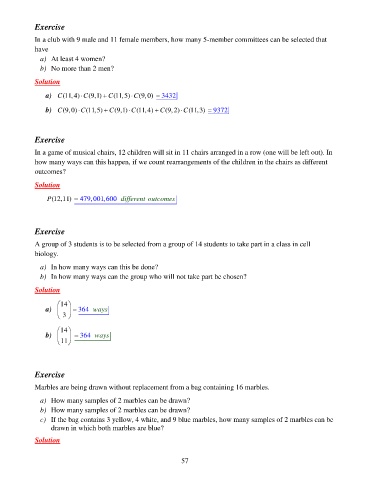 Exercise
In a club with 9 male and 11 female members, how many 5-member committees can be selected that
have
a) At least 4 women?
b) No more than 2 men?
Solution
a) C(11,4)·C(9,1)+C(11,5)·C(9,0) = 3432
b) C(9,0)·C(11,5)+C(9,1)·C(11,4)+C(9,2)·C(11,3) = 9372
Exercise
In a game of musical chairs, 12 children will sit in 11 chairs arranged in a row (one will be left out). In
how many ways can this happen, if we count rearrangements of the children in the chairs as different
outcomes?
Solution
P(12,11) = 479,001,600 different outcomes
Exercise
A group of 3 students is to be selected from a group of 14 students to take part in a class in cell
biology.
a) In how many ways can this be done?
b) In how many ways can the group who will not take part be chosen?
Solution
a) (14 3) = 364 ways
b) (14 11) = 364 ways
Exercise
Marbles are being drawn without replacement from a bag containing 16 marbles.
a) How many samples of 2 marbles can be drawn?
b) How many samples of 2 marbles can be drawn?
c) If the bag contains 3 yellow, 4 white, and 9 blue marbles, how many samples of 2 marbles can be
drawn in which both marbles are blue?
Solution
57